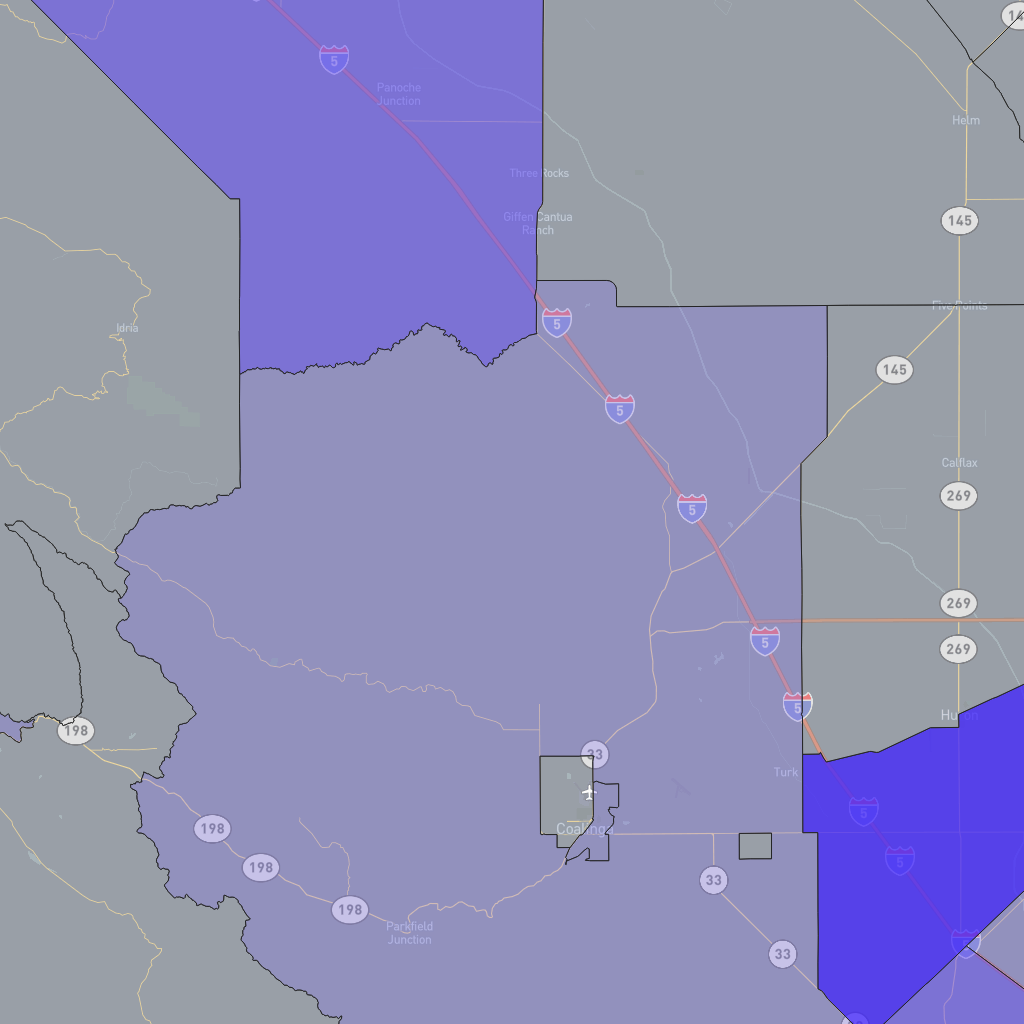 14
5
Panoche
Junction
Helm
Three Rocks
Giffen Cantua
Ranch
145
Five Points
5
Idria
145
5
Calflax
269
5
269
5
269
5
Huron
198
33
Turk
5
Coalinga
198
5
198
33
198
Parkfield
Junction
5
33